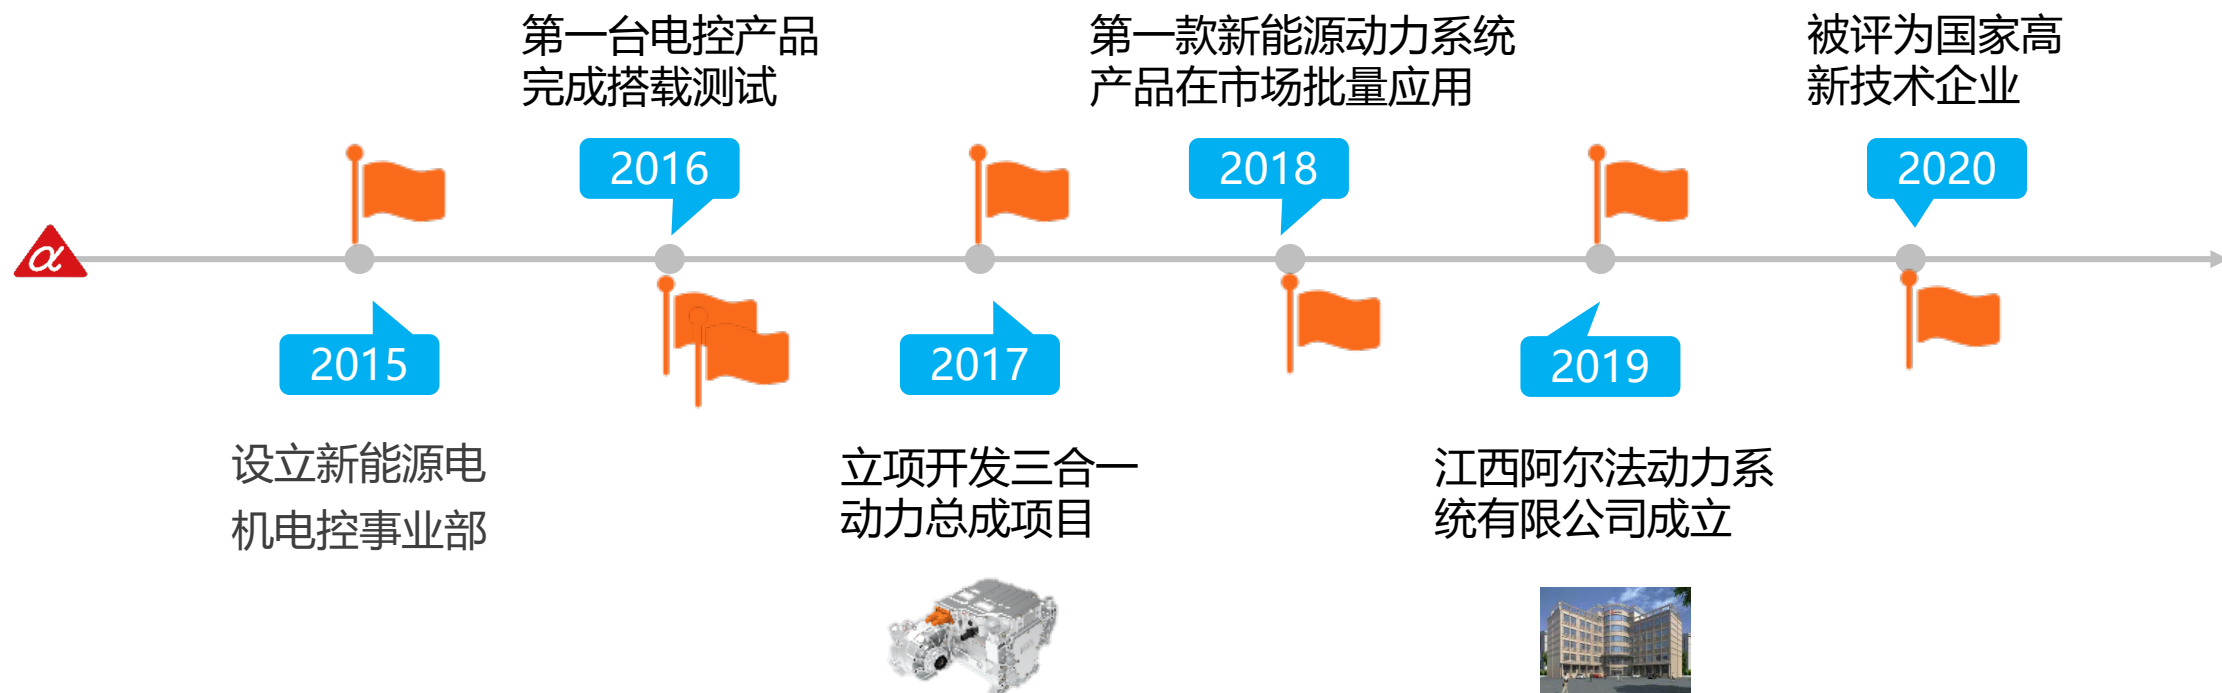 第一台电控产品
完成搭载测试
第一款新能源动力系统
产品在市场批量应用
被评为国家高
新技术企业
2016
2018
2020
α
2015
2017
2019
设立新能源电
机电控事业部
立项开发三合一
动力总成项目
江西阿尔法动力系
统有限公司成立